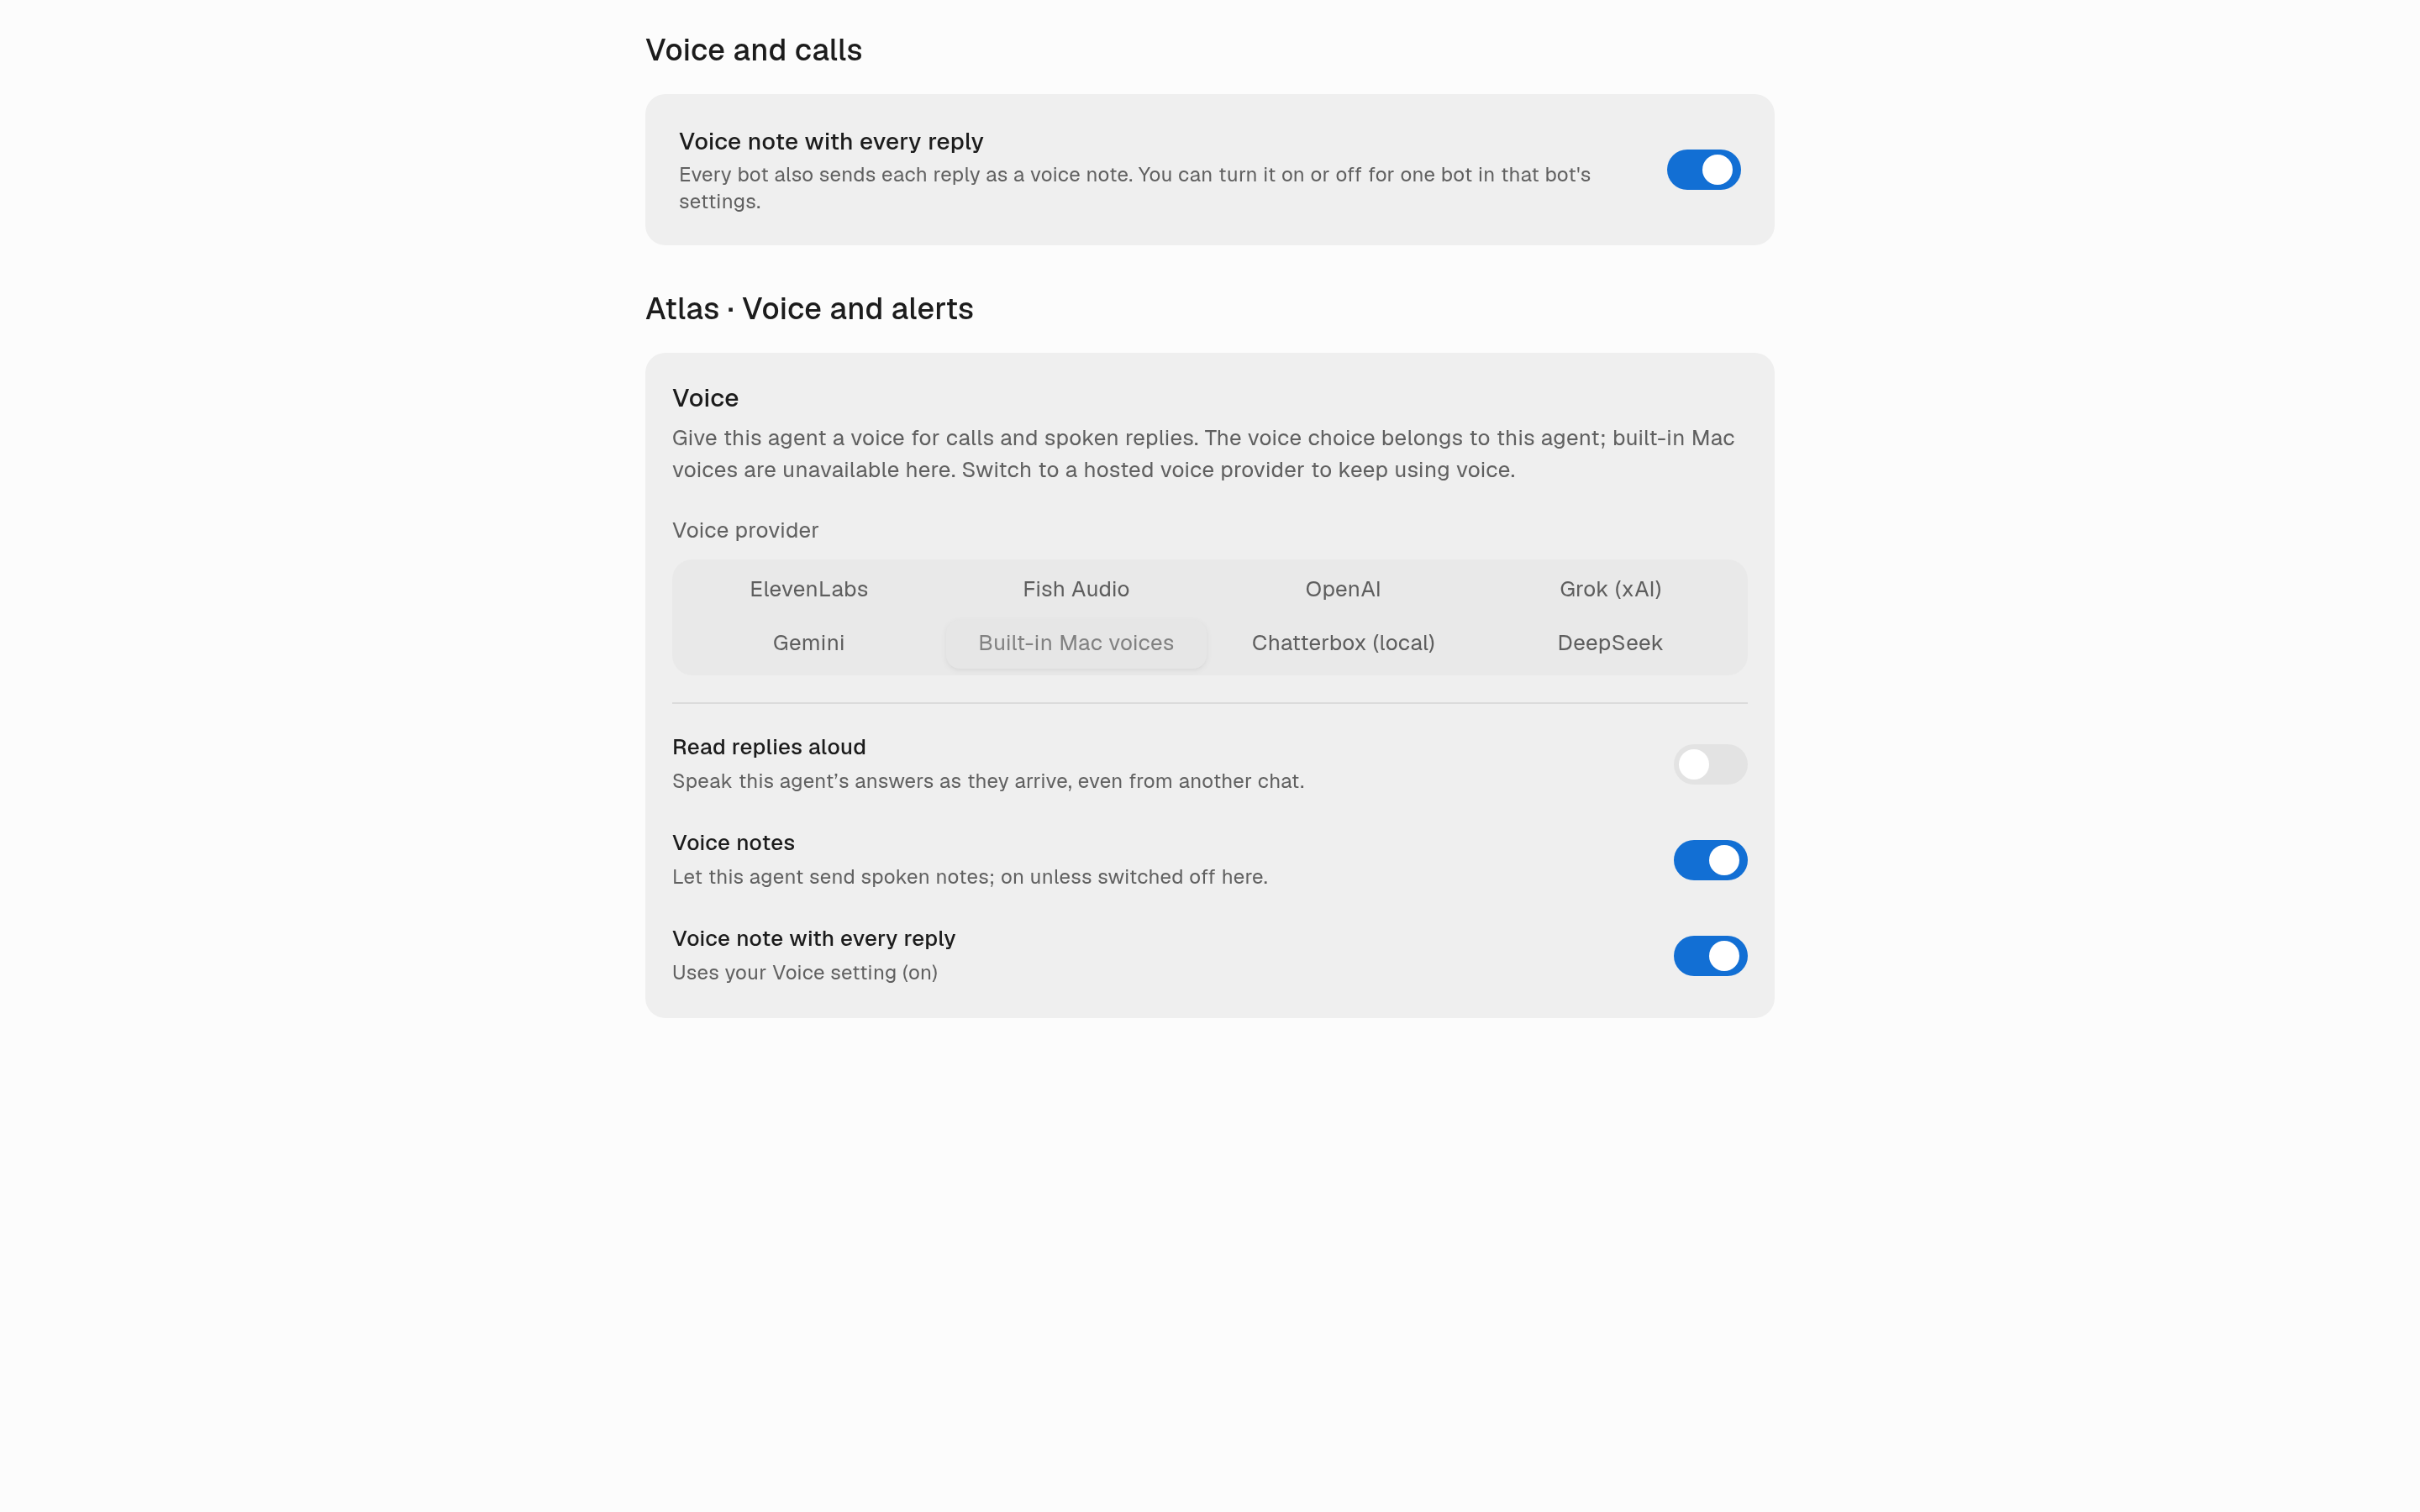 Voice and calls
Voice note with every reply
Every bot also sends each reply as a voice note. You can turn it on or off for one bot in that bot's
settings.
Atlas · Voice and alerts
Voice
Give this agent a voice for calls and spoken replies. The voice choice belongs to this agent; built-in Mac
voices are unavailable here. Switch to a hosted voice provider to keep using voice.
Voice provider
ElevenLabs Fish Audio OpenAI Grok (xAI)
Gemini Built-in Mac voices Chatterbox (local) DeepSeek
Read replies aloud
Speak this agent’s answers as they arrive, even from another chat.
Voice notes
Let this agent send spoken notes; on unless switched off here.
Voice note with every reply
Uses your Voice setting (on)